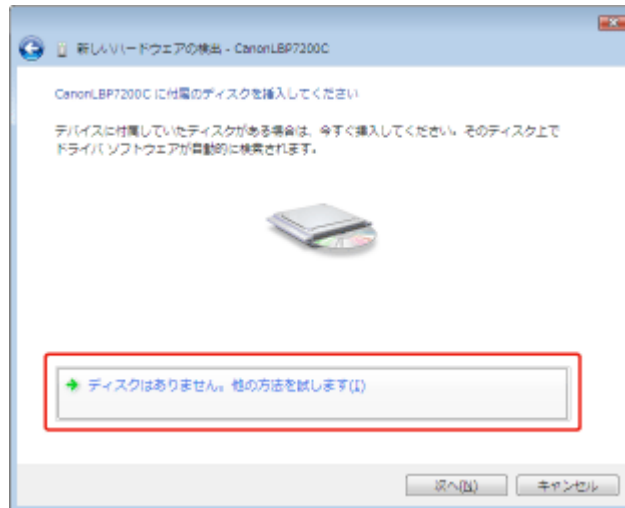 新しいハードウェアの検出 - CanonLBP7200C
CanonLBP7200C に付属のディスクを挿入してください
デバイスに付属していたディスクがある場合は、今すぐ挿入してください。そのディスク上で
ドライバ ソフトウェアが自動的に検索されます。
ディスクはありません。他の方法を試します(I)
次へ(N)
キャンセル